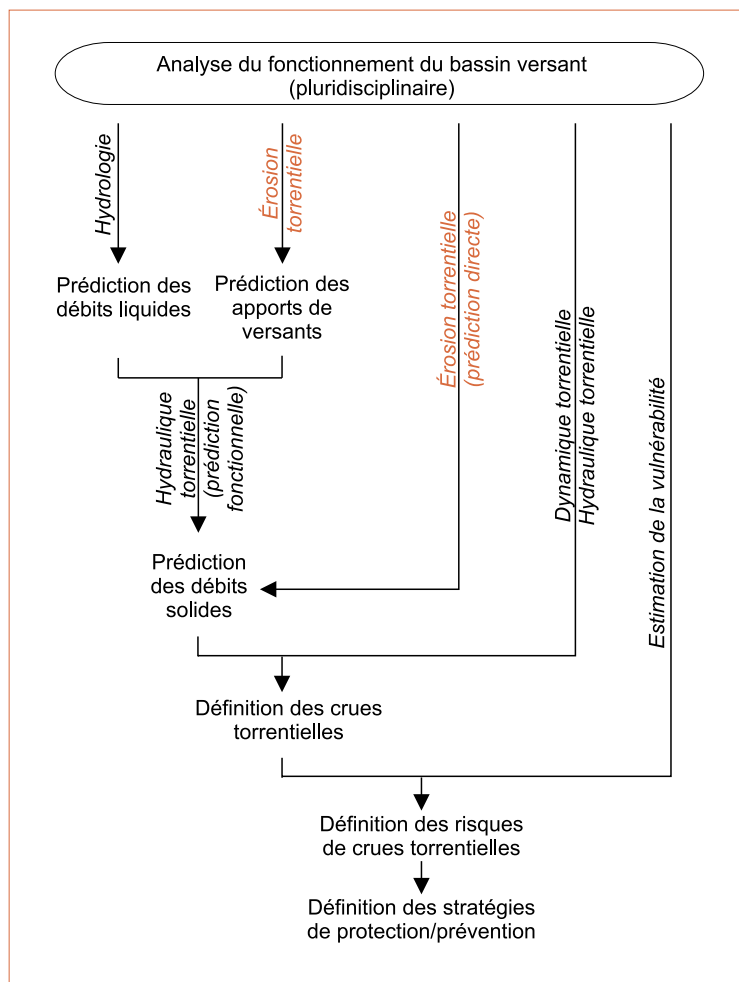 Analyse du fonctionnement du bassin versant
(pluridisciplinaire)
Hydrologie
Érosion
torrentielle
Érosion torrentielle
(prédiction directe)
Dynamique torrentielle
Hydraulique torrentielle
Estimation de la vulnérabilité
Prédiction des
débits liquides
Prédiction des
apports de
versants
Hydraulique
torrentielle
(prédiction
fonctionnelle)
Prédiction
des débits
solides
Définition des crues
torrentielles
Définition des risques
de crues torrentielles
Définition des stratégies
de protection/prévention